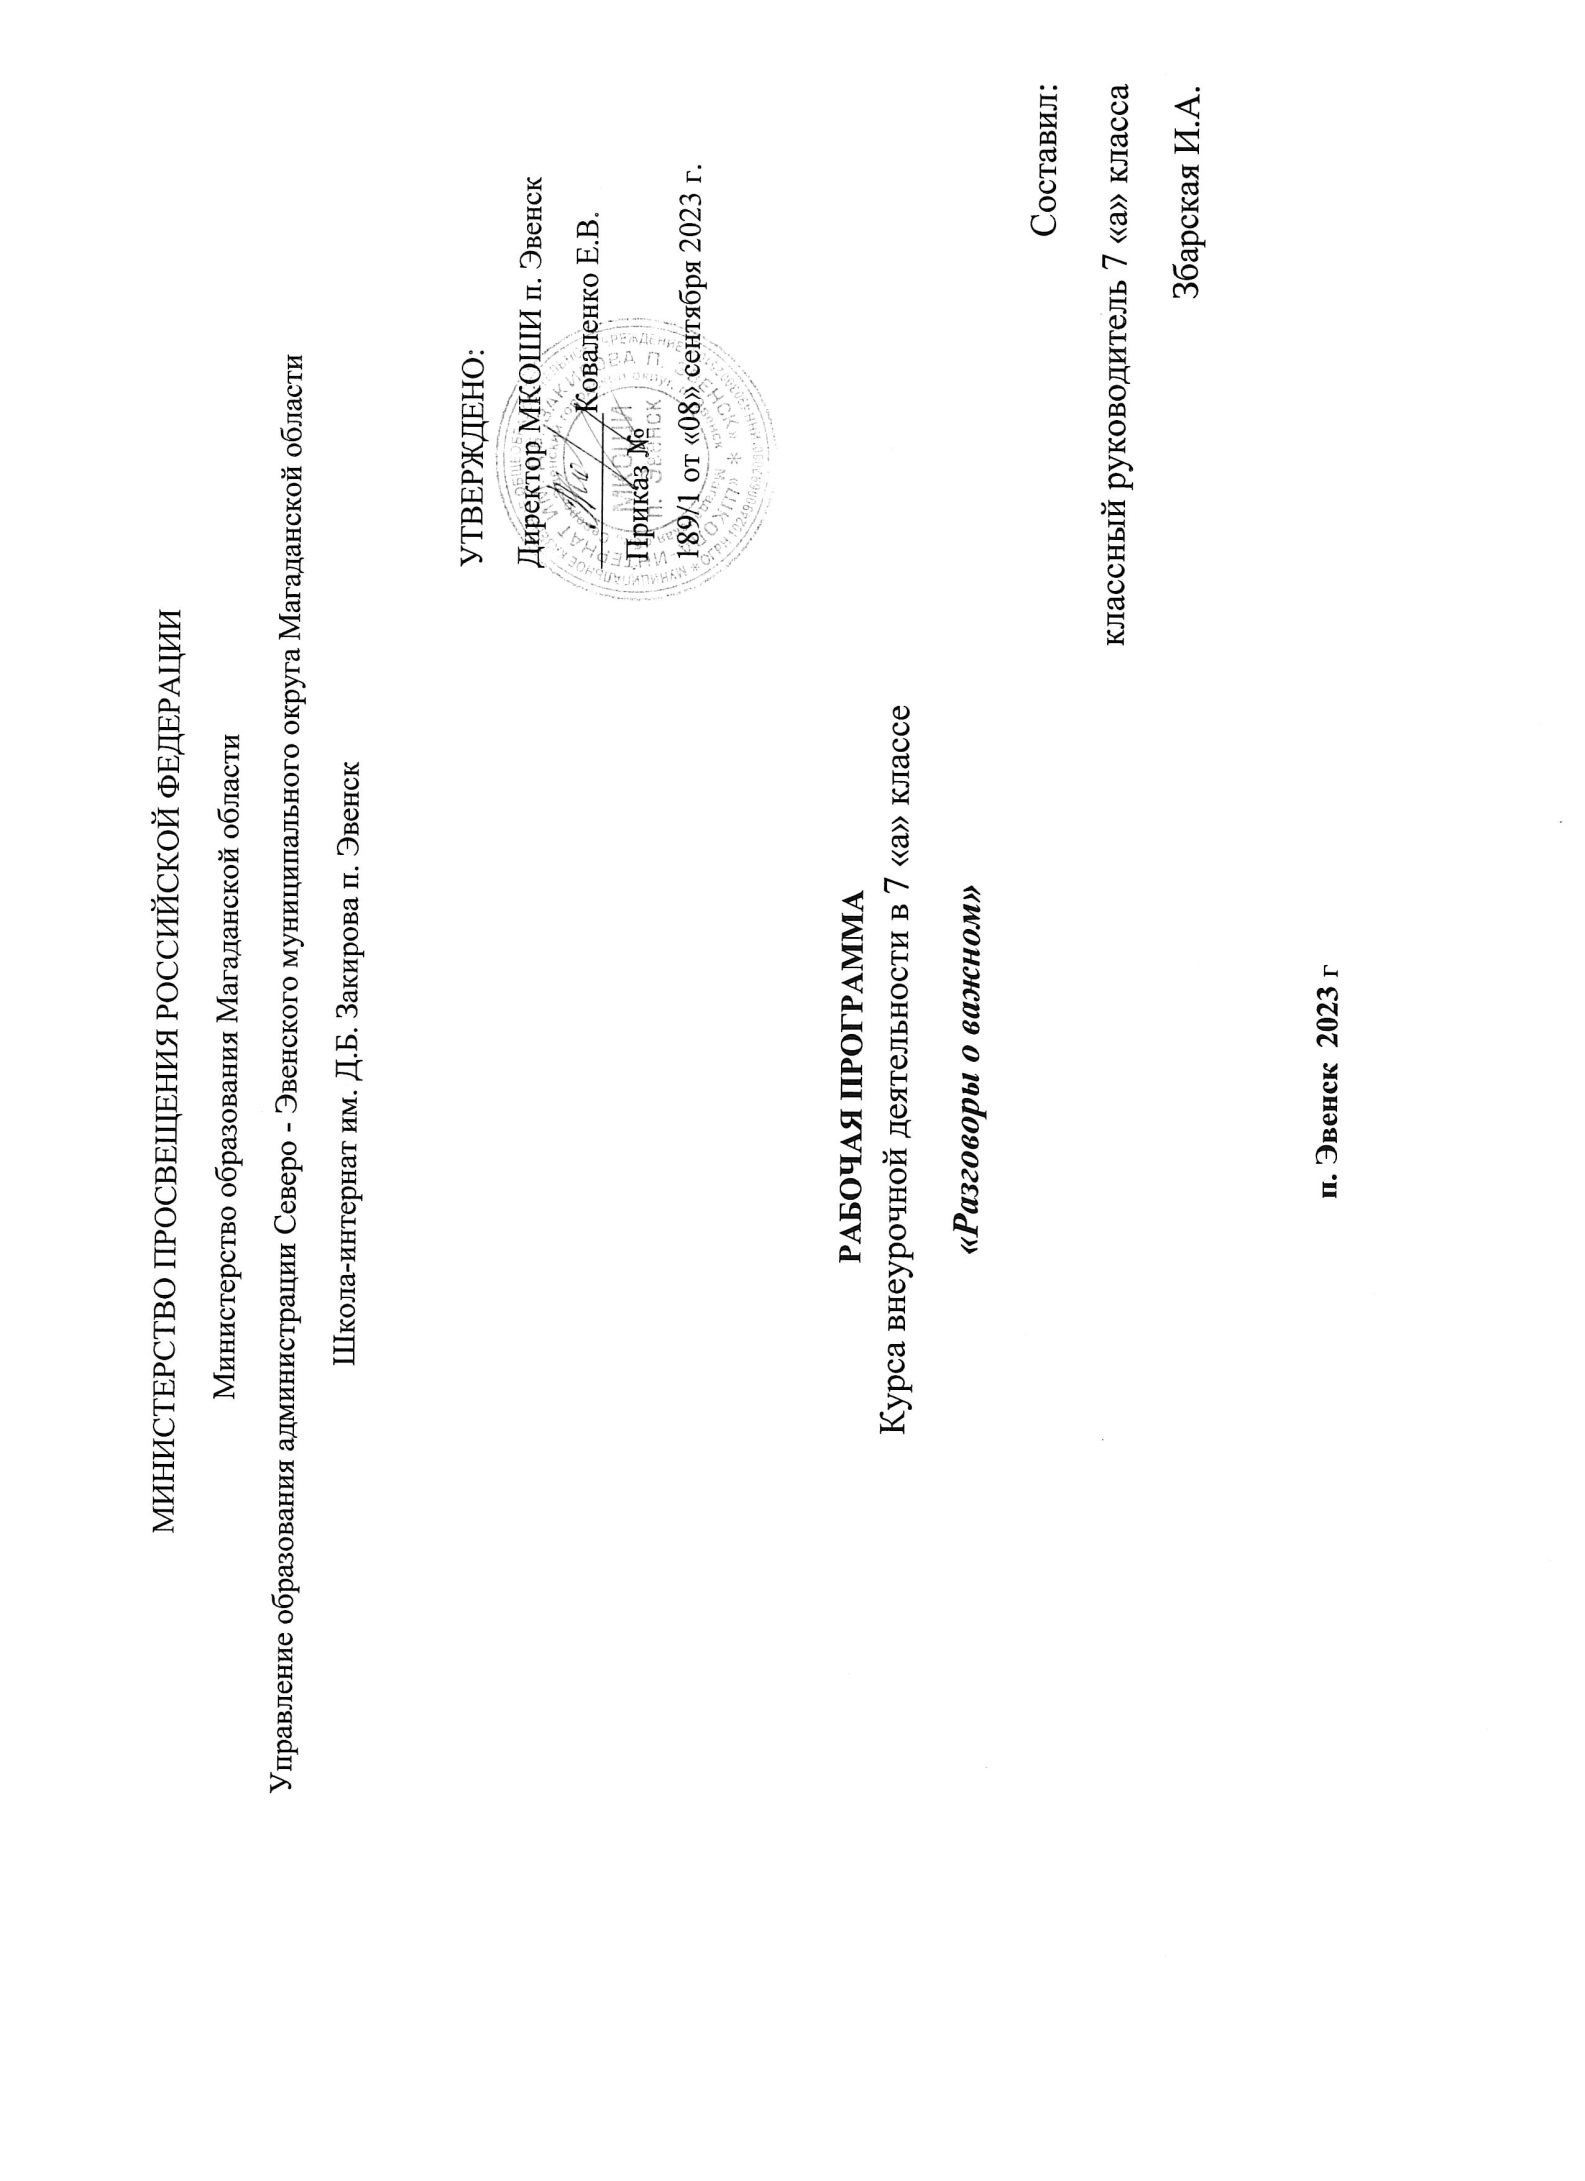 МИНИСТЕРСТВО ПРОСВЕЩЕНИЯ РОССИЙСКОЙ ФЕДЕРАЦИИ
Министерство образования Магаданской области
Управление образования администрации Северо - Эвенского муниципального округа Магаданской области
Школа-интернат им. Д.Б. Закирова п. Эвенск
УТВЕРЖДЕНО:
Директор МКОШИ п. Эвенск
Коваленко Е.В.
Приказ №
189/1 от «08» сентября 2023 г.
МКОШИ
п. Эвенск
РАБОЧАЯ ПРОГРАММА
Курса внеурочной деятельности в 7 «а» классе
«Разговоры о важном»
Составил:
классный руководитель 7 «а» класса
Збарская И.А.
п. Эвенск 2023 г